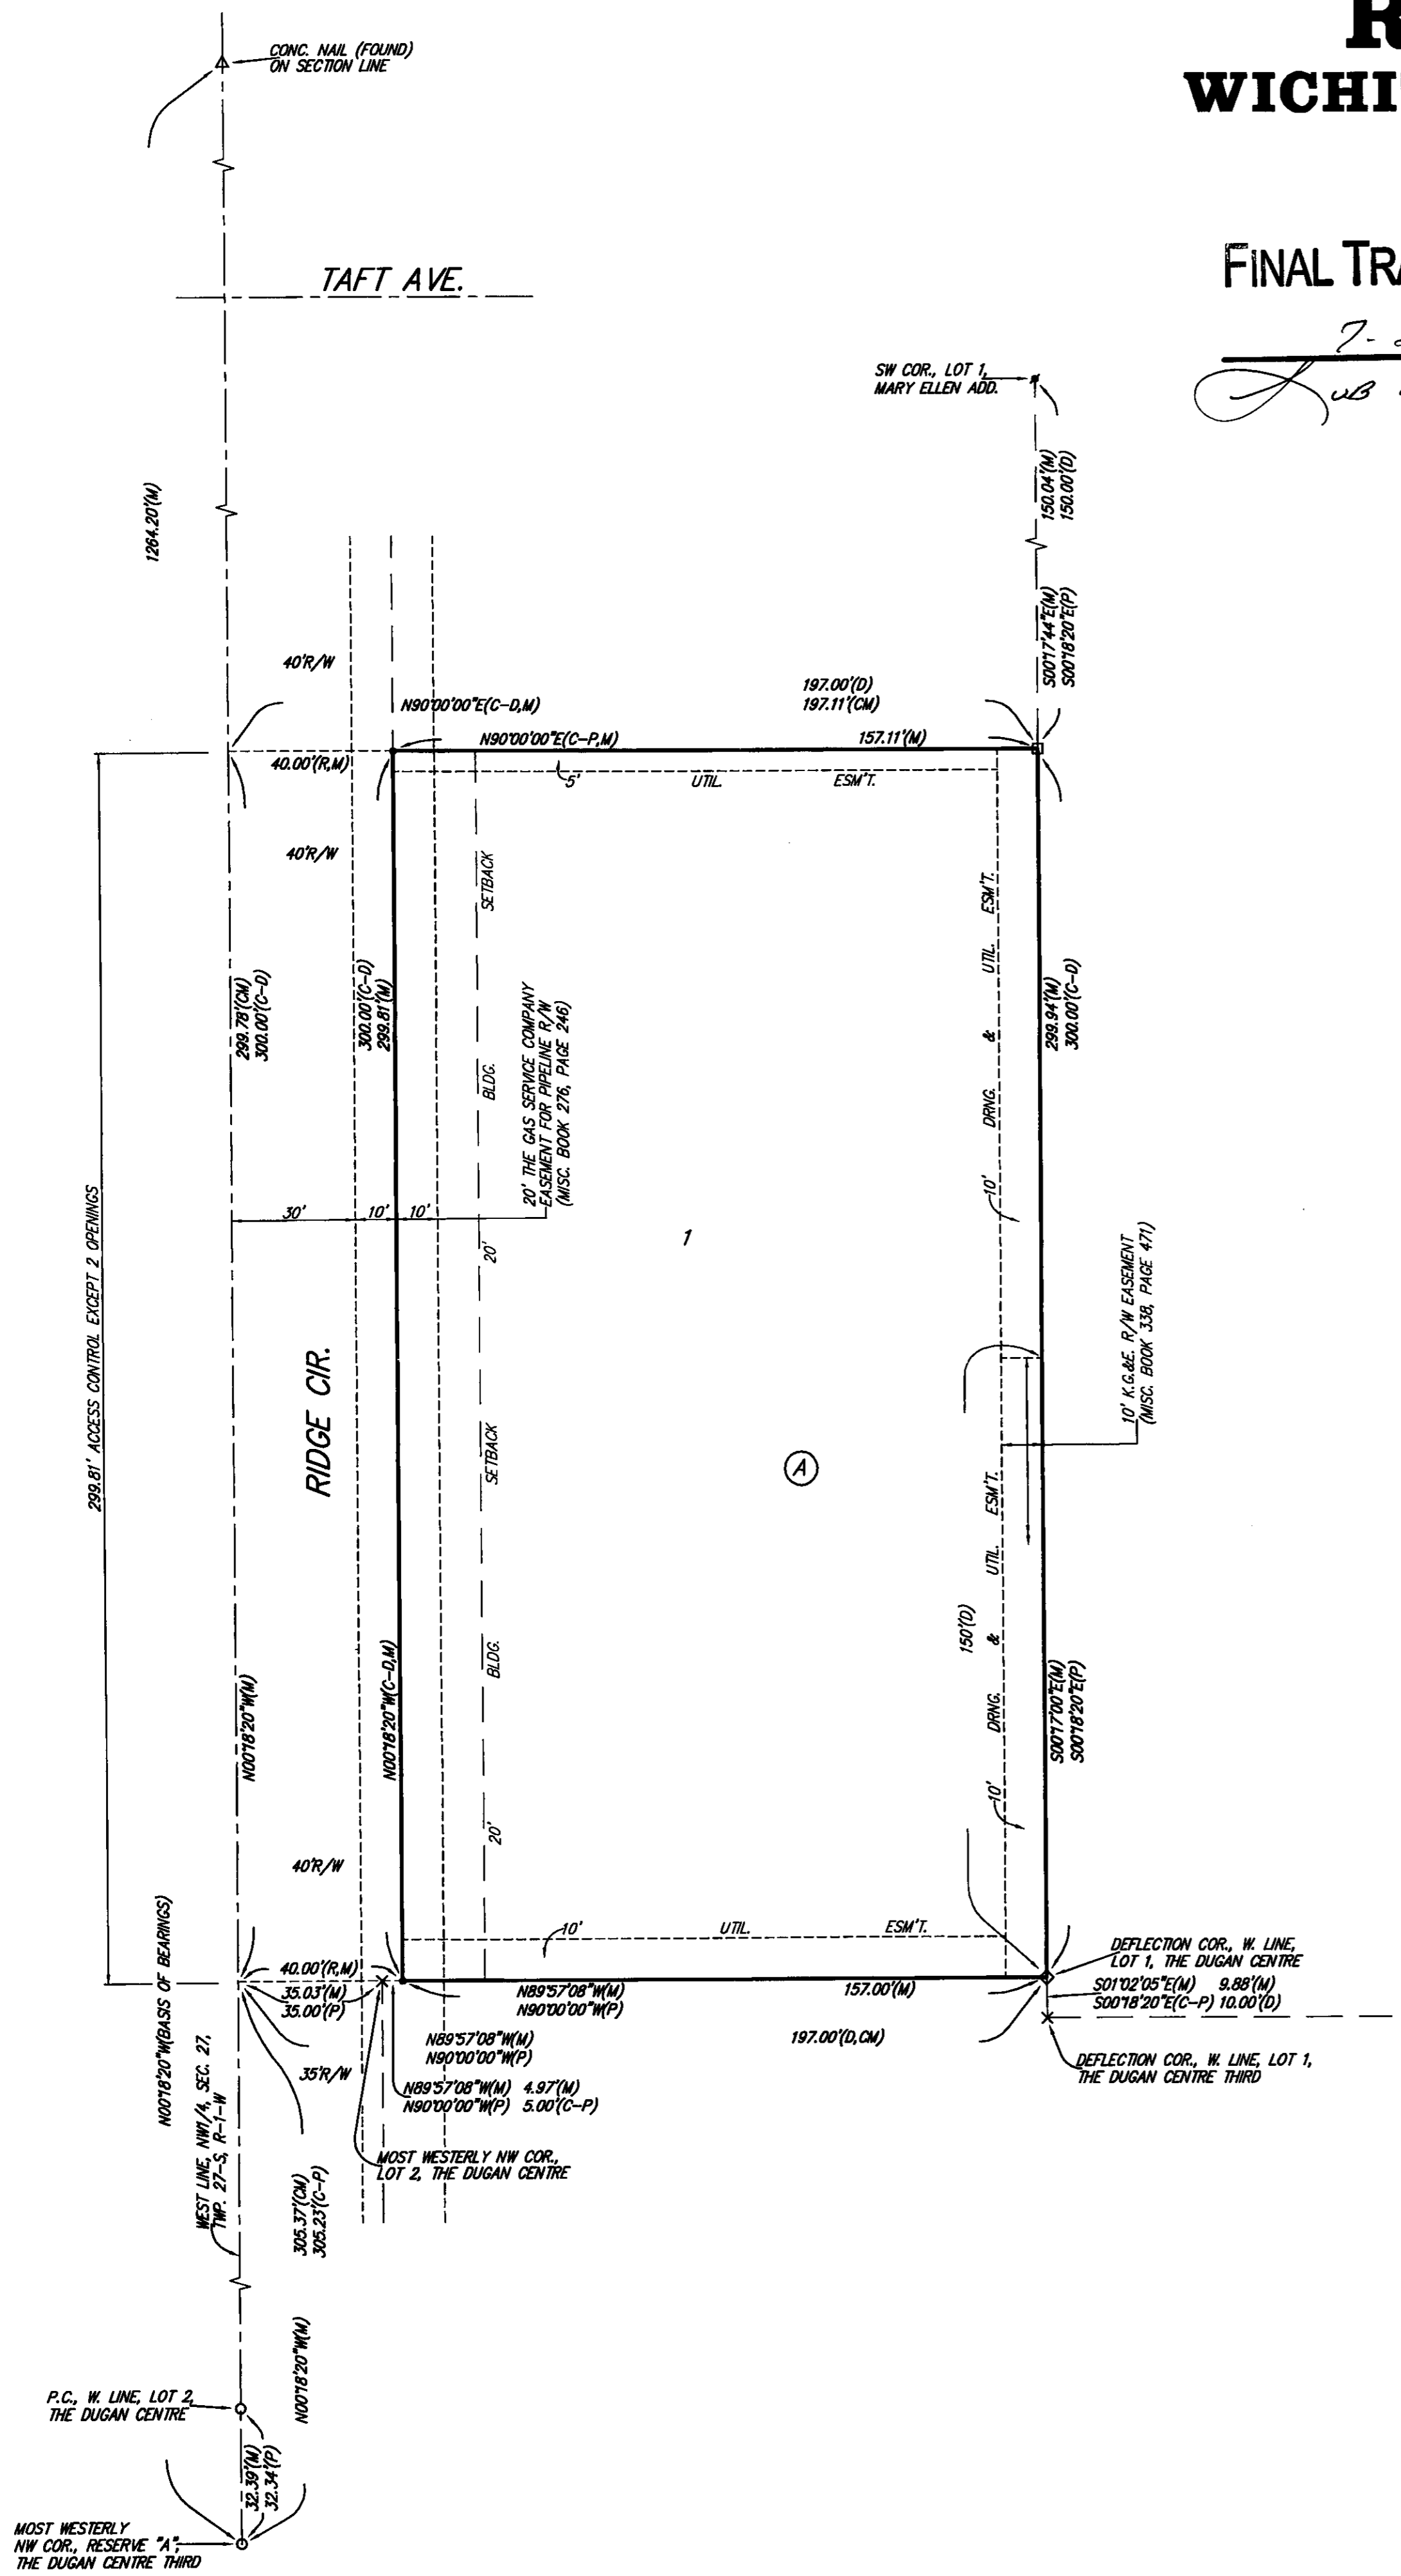 R
WICHI
FINAL TRA
7-
CONC. NAIL (FOUND)
ON SECTION LINE
TAFT AVE.
SW COR., LOT 1,
MARY ELLEN ADD.
150.04'(M)
150.00'(D)
1264.20'(M)
S00°17'44"E(M)
S00°18'20"E(P)
40'R/W
197.00'(D)
197.11'(CM)
N90°00'00"E(C-D,M)
N90°00'00"E(C-P,M)
157.11'(M)
40.00'(R,M)
5'
UTIL.
ESM'T.
40'R/W
SETBACK
DRNG. & UTIL. ESM'T.
299.78'(CM)
300.00'(C-D)
300.00'(C-D)
299.81'(M)
299.94'(M)
300.00'(C-D)
BLDG.
20' THE GAS SERVICE COMPANY
EASEMENT FOR PIPELINE R/W
(MISC. BOOK 276, PAGE 246)
10'
30'
10'
10'
20'
1
299.81' ACCESS CONTROL EXCEPT 2 OPENINGS
10' K.G.&E. R/W EASEMENT
(MISC. BOOK 338, PAGE 471)
RIDGE CIR.
SETBACK
A
DRNG. & UTIL. ESM'T.
150'(D)
BLDG.
N00°18'20"W(M)
N00°18'20"W(C-D,M)
S00°17'00"E(M)
S00°18'20"E(P)
10'
20'
40'R/W
10'
UTIL.
ESM'T.
N00°18'20"W(BASIS OF BEARINGS)
40.00'(R,M)
35.03'(M)
35.00'(P)
N89°57'08"W(M)
N90°00'00"W(P)
157.00'(M)
DEFLECTION COR., W. LINE,
LOT 1, THE DUGAN CENTRE
S01°02'05"E(M) 9.88'(M)
S00°18'20"E(C-P) 10.00'(D)
N89°57'08"W(M)
N90°00'00"W(P)
197.00'(D,CM)
35'R/W
DEFLECTION COR., W. LINE, LOT 1,
THE DUGAN CENTRE THIRD
N89°57'08"W(M) 4.97'(M)
N90°00'00"W(P) 5.00'(C-P)
WEST LINE, NW1/4, SEC. 27,
TWP. 27-S, R-1-W
MOST WESTERLY NW COR.,
LOT 2, THE DUGAN CENTRE
305.37'(CM)
305.23'(C-P)
N00°18'20"W(M)
P.C., W. LINE, LOT 2,
THE DUGAN CENTRE
32.39'(M)
32.34'(P)
MOST WESTERLY
NW COR., RESERVE "A",
THE DUGAN CENTRE THIRD